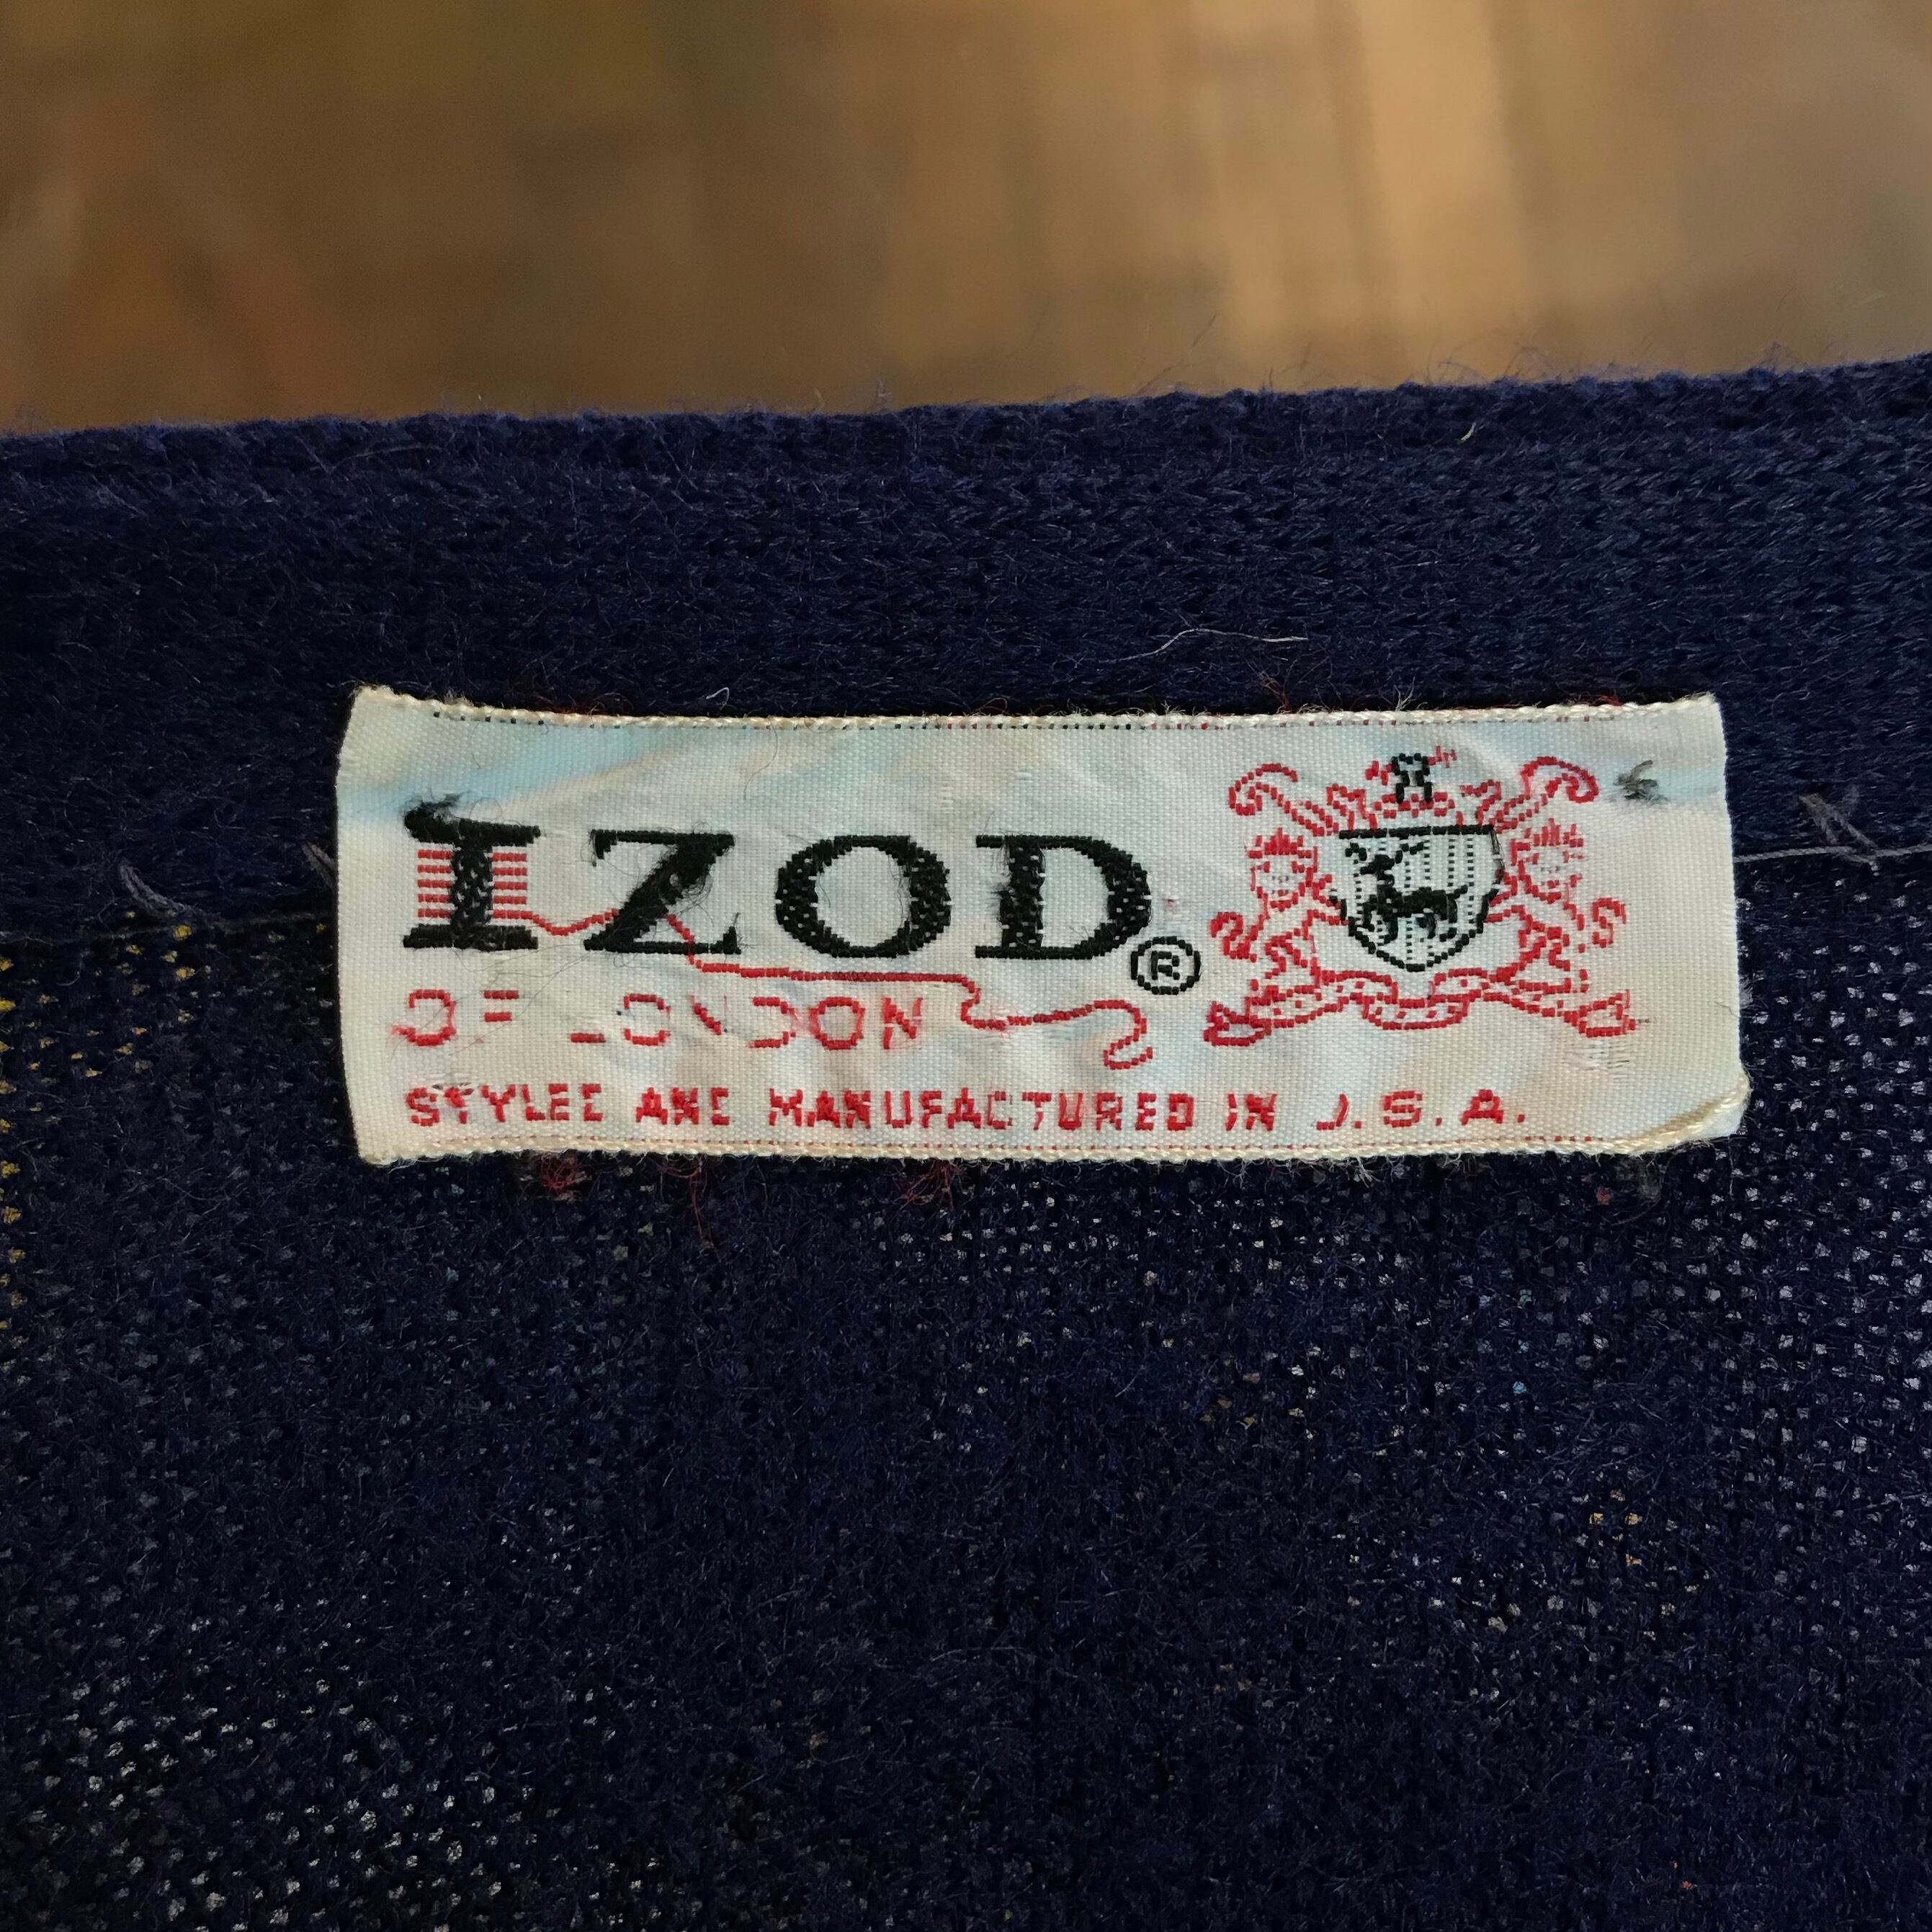 IZOD®
OF LONDON
STYLED AND MANUFACTURED IN U.S.A.